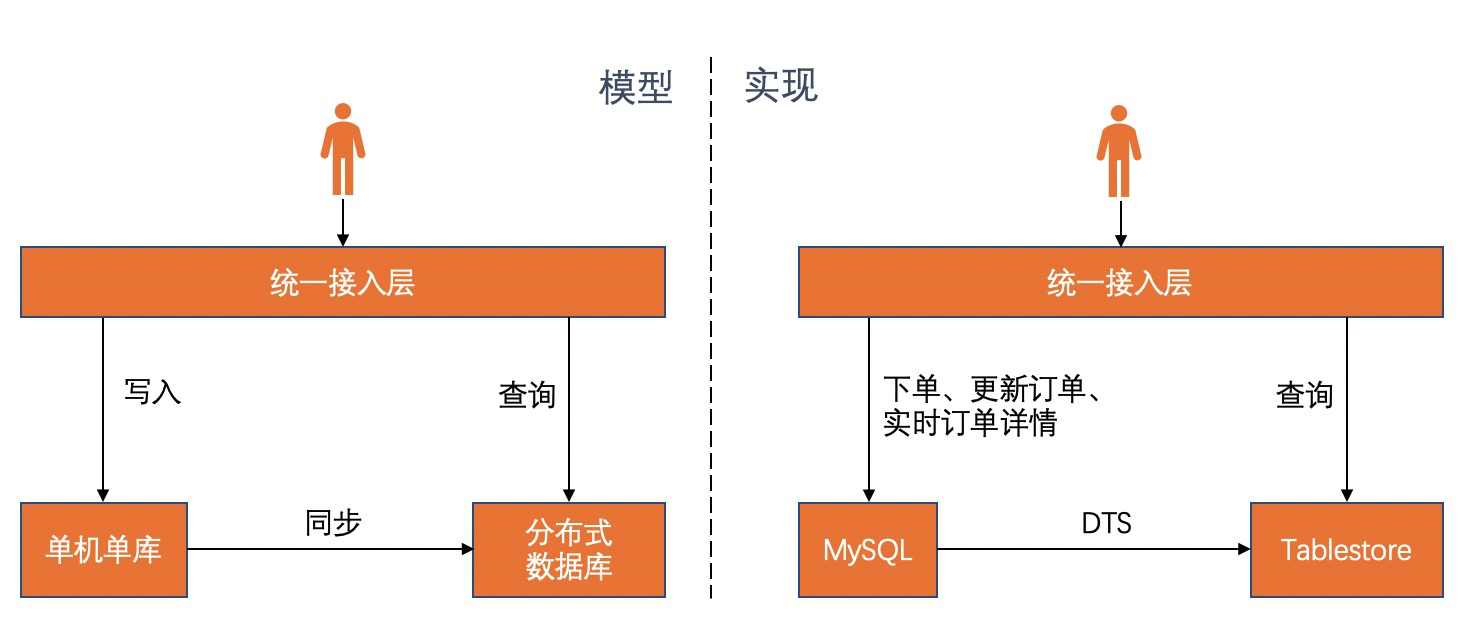 模型
实现
统一接入层
统一接入层
写入
查询
下单、更新订单、
实时订单详情
查询
单机单库
同步
分布式
数据库
MySQL
DTS
Tablestore